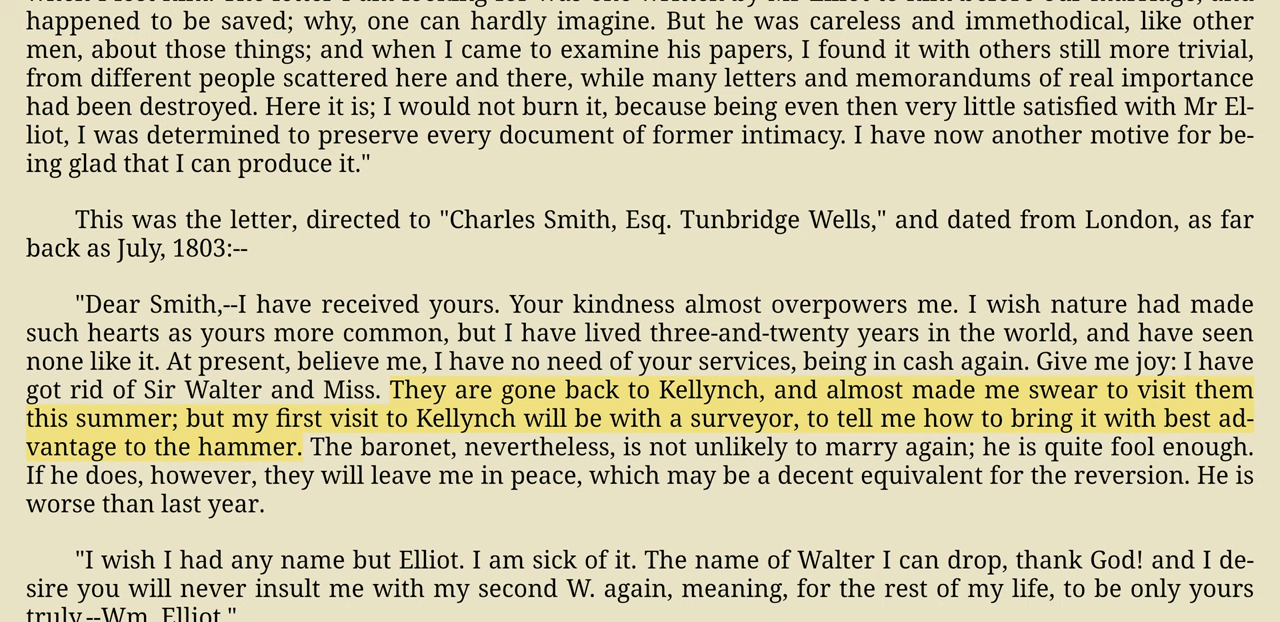 happened to be saved; why, one can hardly imagine. But he was careless and immethodical, like other
men, about those things; and when I came to examine his papers, I found it with others still more trivial,
from different people scattered here and there, while many letters and memorandums of real importance
had been destroyed. Here it is; I would not burn it, because being even then very little satisfied with Mr El-
liot, I was determined to preserve every document of former intimacy. I have now another motive for be-
ing glad that I can produce it."
This was the letter, directed to "Charles Smith, Esq. Tunbridge Wells," and dated from London, as far
back as July, 1803:--
"Dear Smith,--I have received yours. Your kindness almost overpowers me. I wish nature had made
such hearts as yours more common, but I have lived three-and-twenty years in the world, and have seen
none like it. At present, believe me, I have no need of your services, being in cash again. Give me joy: I have
got rid of Sir Walter and Miss. They are gone back to Kellynch, and almost made me swear to visit them
this summer; but my first visit to Kellynch will be with a surveyor, to tell me how to bring it with best ad-
vantage to the hammer. The baronet, nevertheless, is not unlikely to marry again; he is quite fool enough.
If he does, however, they will leave me in peace, which may be a decent equivalent for the reversion. He is
worse than last year.
"I wish I had any name but Elliot. I am sick of it. The name of Walter I can drop, thank God! and I de-
sire you will never insult me with my second W. again, meaning, for the rest of my life, to be only yours
truly,--Wm. Elliot."